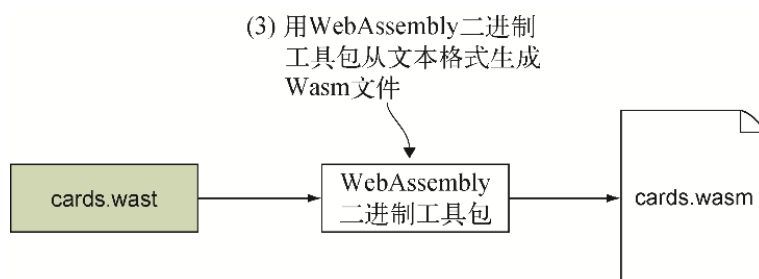 (3) 用WebAssembly二进制
工具包从文本格式生成
Wasm文件
cards.wast
WebAssembly
二进制工具包
cards.wasm